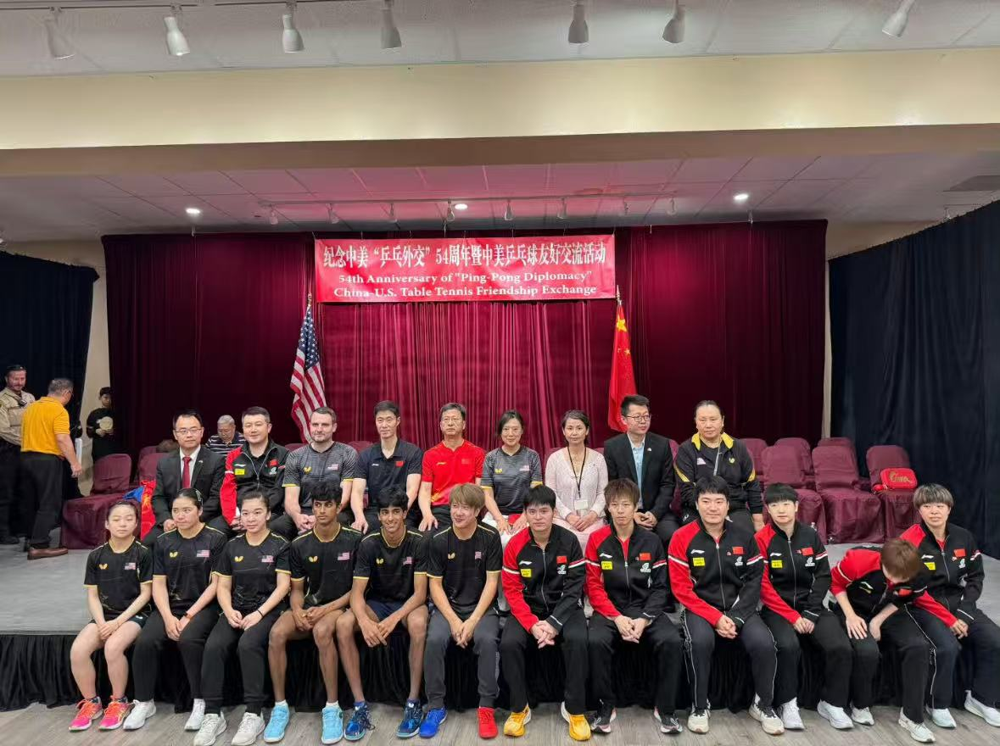 纪念中美“乒乓外交”54周年暨中美乒乓球友好交流活动
54th Anniversary of "Ping-Pong Diplomacy"
China-U.S. Table Tennis Friendship Exchange